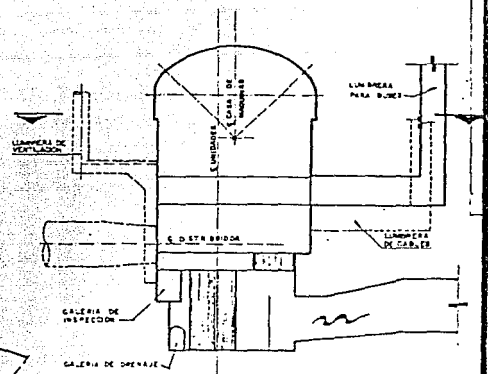 LUMBRERA
PARA BUSES
LUMBRERA DE
VENTILACION
℄ UNIDADES
℄ CASA DE
MAQUINAS
℄ DISTRIBUIDOR
LUMBRERA
DE CABLES
GALERIA DE
INSPECCION
GALERIA DE DRENAJE